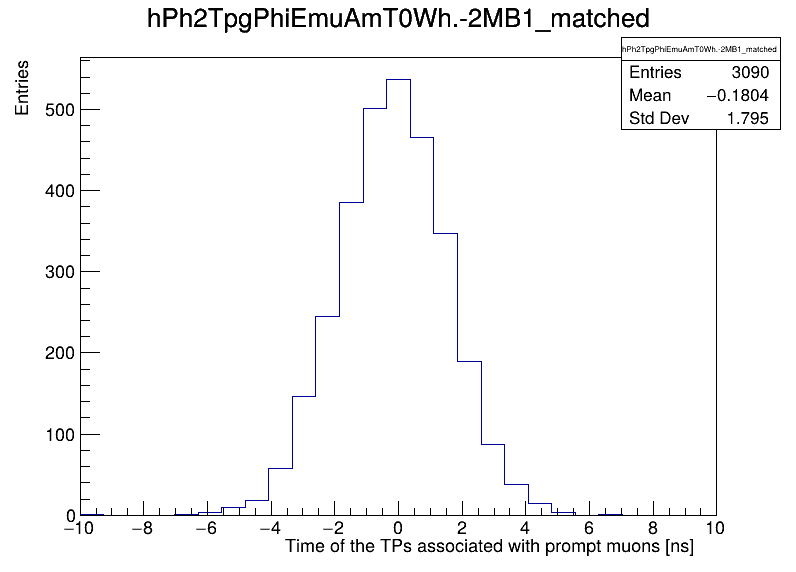 hPh2TpgPhiEmuAmT0Wh.-2MB1_matched
hPh2TpgPhiEmuAmT0Wh.-2MB1_matched
Entries 3090
Mean −0.1804
Std Dev 1.795
Entries
500
400
300
200
100
0
−10 −8 −6 −4 −2 0 2 4 6 8 10
Time of the TPs associated with prompt muons [ns]